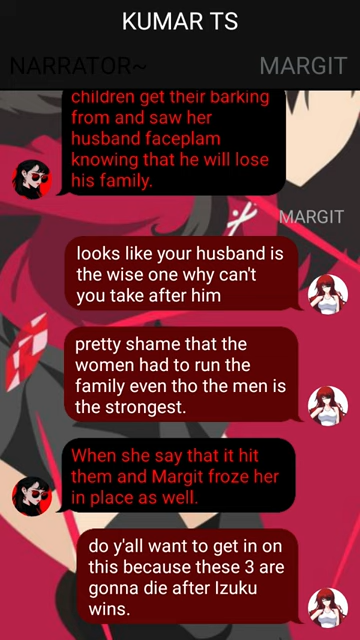 KUMAR TS
NARRATOR~
MARGIT
children get their barking
from and saw her
husband faceplam
knowing that he will lose
his family.
MARGIT
looks like your husband is
the wise one why can't
you take after him
pretty shame that the
women had to run the
family even tho the men is
the strongest.
When she say that it hit
them and Margit froze her
in place as well.
do y'all want to get in on
this because these 3 are
gonna die after Izuku
wins.